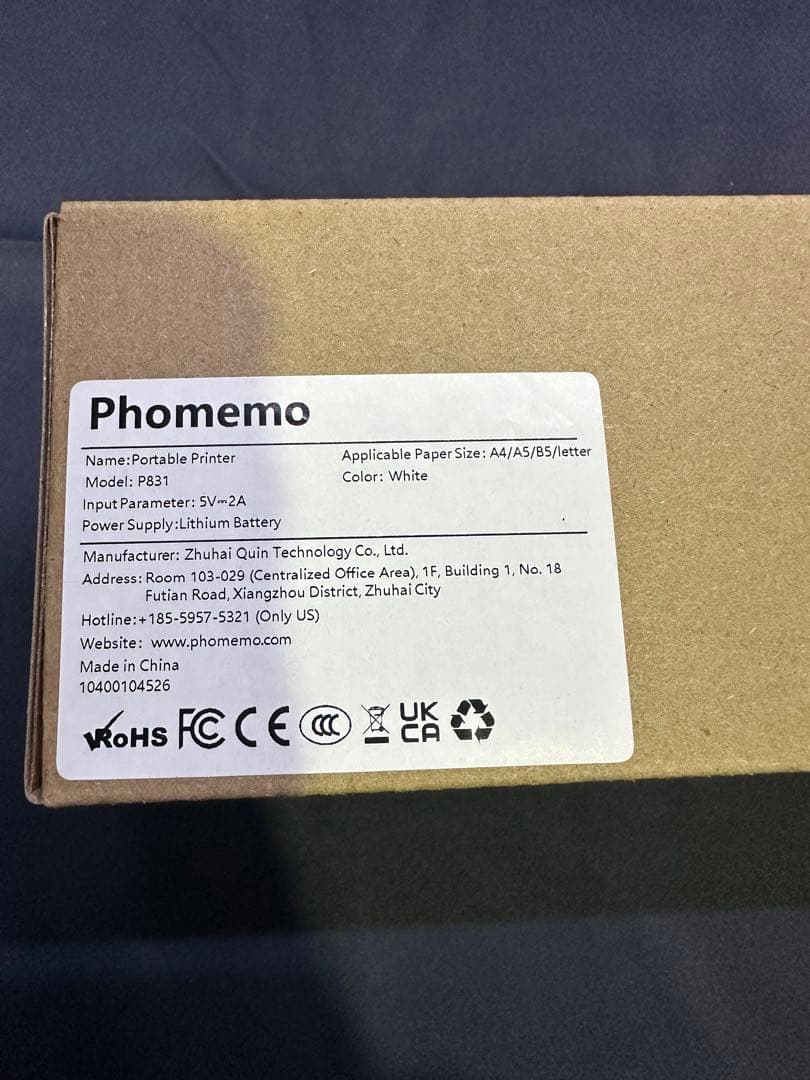 Phomemo
Name:Portable Printer
Applicable Paper Size: A4/A5/B5/letter
Model: P831
Color: White
Input Parameter: 5V⎓2A
Power Supply:Lithium Battery
Manufacturer: Zhuhai Quin Technology Co., Ltd.
Address: Room 103-029 (Centralized Office Area), 1F, Building 1, No. 18
Futian Road, Xiangzhou District, Zhuhai City
Hotline:+185-5957-5321 (Only US)
Website: www.phomemo.com
Made in China
10400104526
RoHS FC CE CCC UK
CA